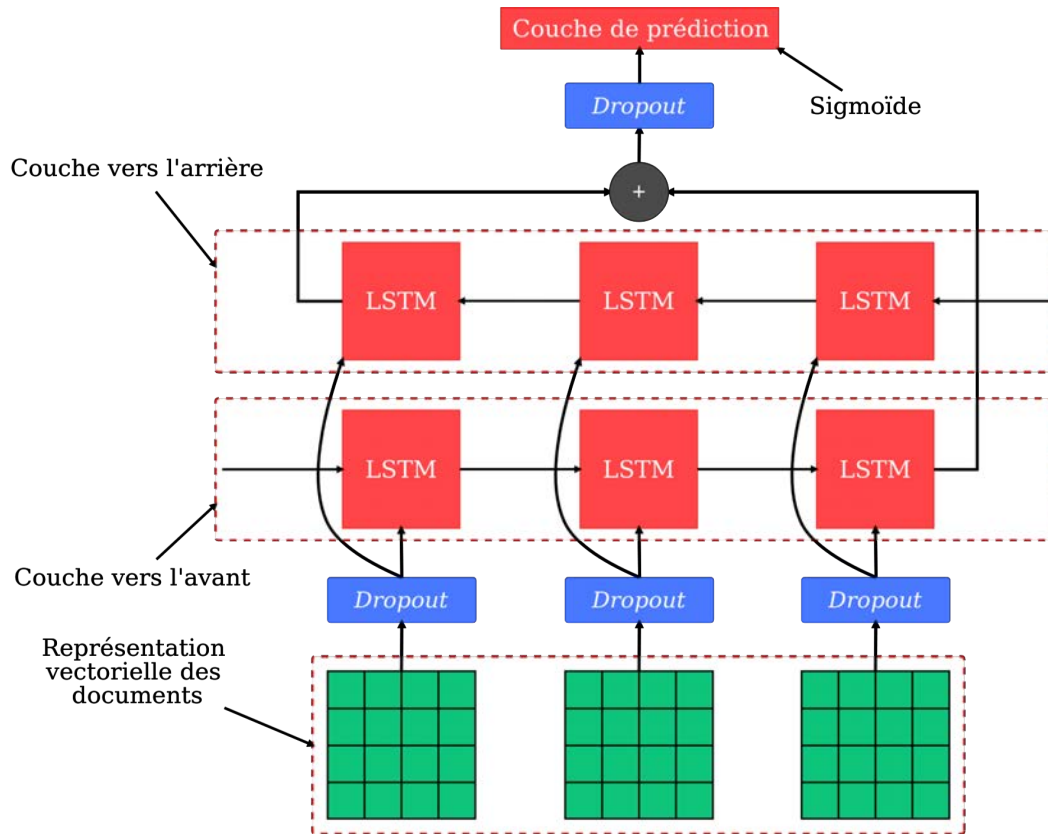 Couche de prédiction
Dropout
Sigmoïde
Couche vers l'arrière
+
LSTM
LSTM
LSTM
LSTM
LSTM
LSTM
Couche vers l'avant
Dropout
Dropout
Dropout
Représentation
vectorielle des
documents